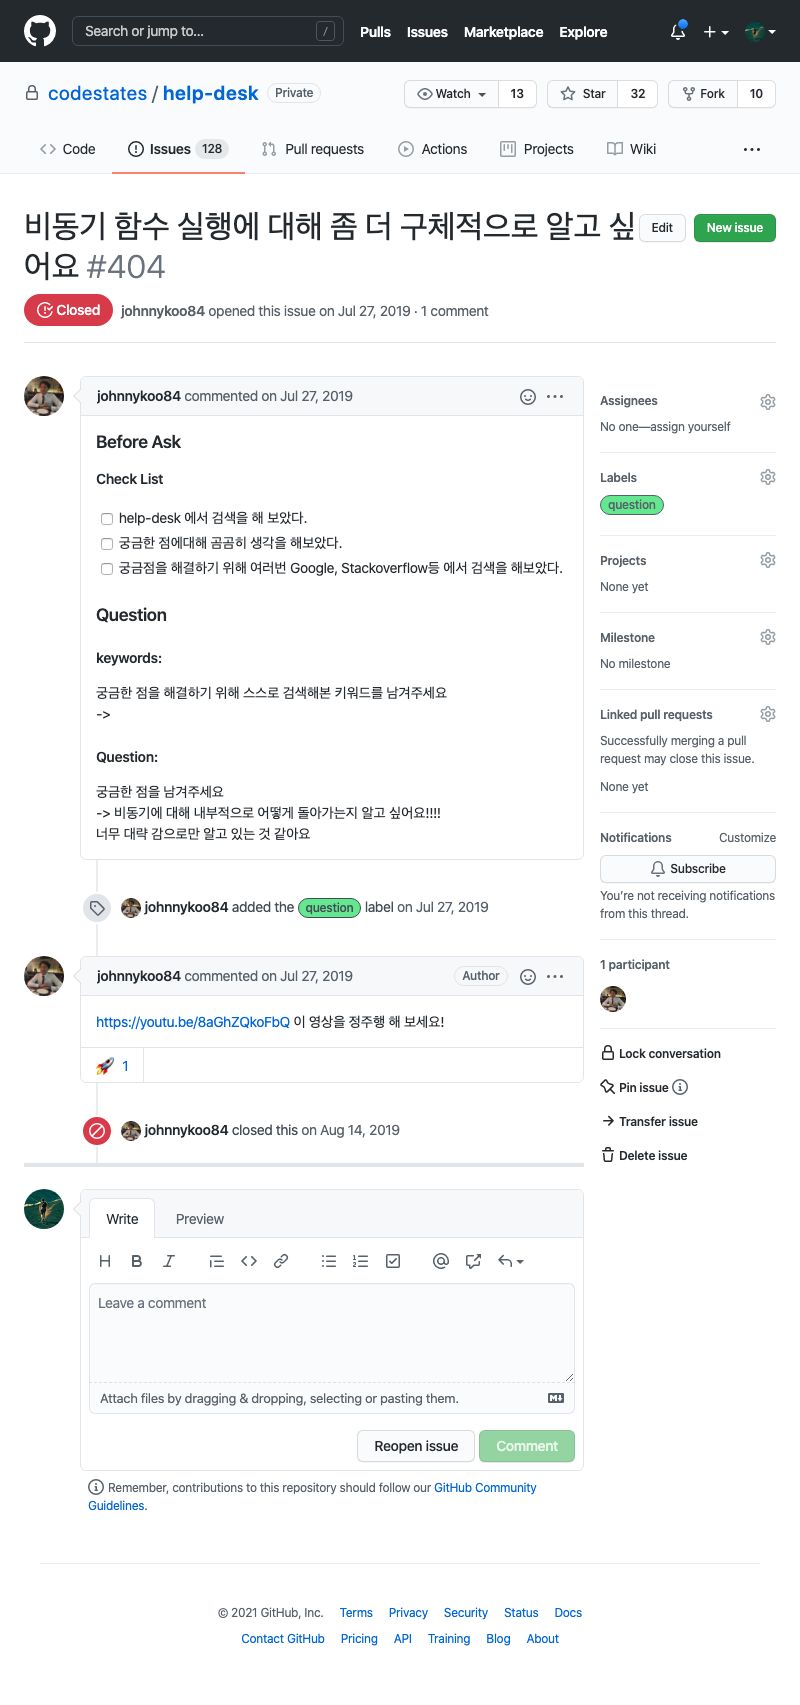 Search or jump to...
/
Pulls
Issues
Marketplace
Explore
codestates / help-desk
Private
Watch
13
Star
32
Fork
10
Code
Issues 128
Pull requests
Actions
Projects
Wiki
비동기 함수 실행에 대해 좀 더 구체적으로 알고 싶
어요 #404
Edit
New issue
Closed
johnnykoo84 opened this issue on Jul 27, 2019 · 1 comment
johnnykoo84 commented on Jul 27, 2019
Before Ask
Check List
help-desk 에서 검색을 해 보았다.
궁금한 점에대해 곰곰히 생각을 해보았다.
궁금점을 해결하기 위해 여러번 Google, Stackoverflow등 에서 검색을 해보았다.
Question
keywords:
궁금한 점을 해결하기 위해 스스로 검색해본 키워드를 남겨주세요
->
Question:
궁금한 점을 남겨주세요
-> 비동기에 대해 내부적으로 어떻게 돌아가는지 알고 싶어요!!!!
너무 대략 감으로만 알고 있는 것 같아요
johnnykoo84 added the question label on Jul 27, 2019
johnnykoo84 commented on Jul 27, 2019
Author
https://youtu.be/8aGhZQkoFbQ 이 영상을 정주행 해 보세요!
1
johnnykoo84 closed this on Aug 14, 2019
Assignees
No one—assign yourself
Labels
question
Projects
None yet
Milestone
No milestone
Linked pull requests
Successfully merging a pull
request may close this issue.
None yet
Notifications
Customize
Subscribe
You're not receiving notifications
from this thread.
1 participant
Lock conversation
Pin issue
Transfer issue
Delete issue
Write
Preview
Leave a comment
Attach files by dragging & dropping, selecting or pasting them.
Reopen issue
Comment
Remember, contributions to this repository should follow our GitHub Community
Guidelines.
© 2021 GitHub, Inc.
Terms
Privacy
Security
Status
Docs
Contact GitHub
Pricing
API
Training
Blog
About